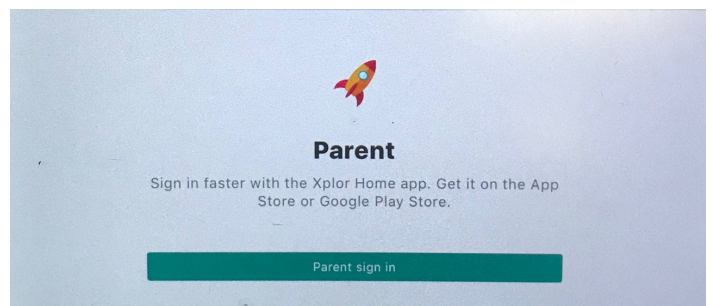 Parent
Sign in faster with the Xplor Home app. Get it on the App
Store or Google Play Store.
Parent sign in